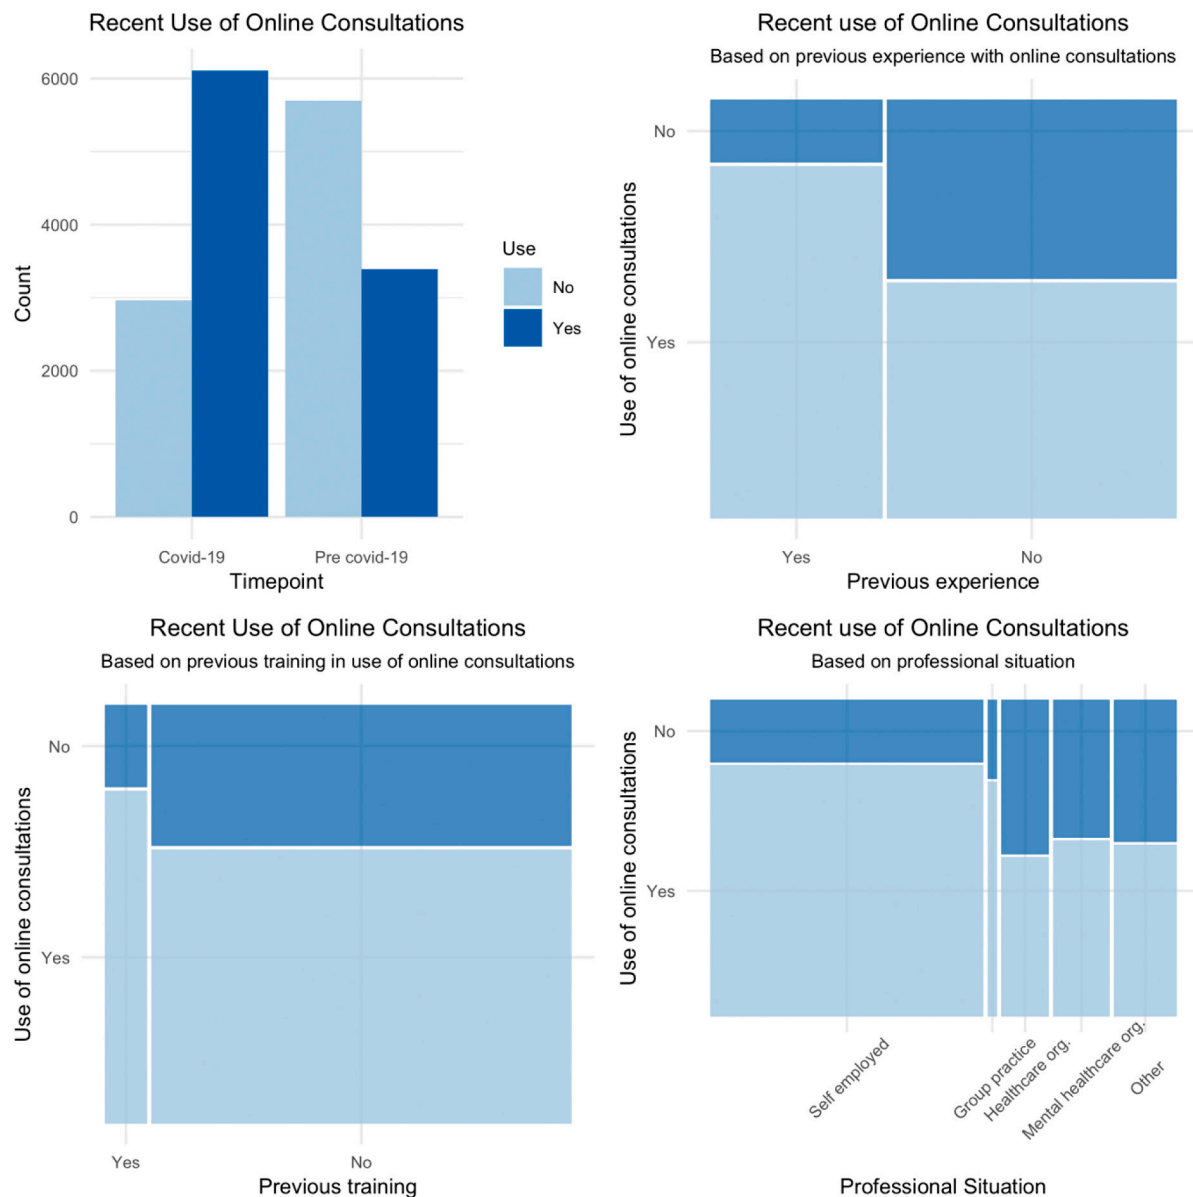 Recent Use of Online Consultations
6000
4000
2000
0
Count
Covid-19
Pre covid-19
Timepoint
Use
No
Yes
Recent use of Online Consultations
Based on previous experience with online consultations
No
Yes
Use of online consultations
Yes
No
Previous experience
Recent Use of Online Consultations
Based on previous training in use of online consultations
No
Yes
Use of online consultations
Yes
No
Previous training
Recent use of Online Consultations
Based on professional situation
No
Yes
Use of online consultations
Self employed
Group practice
Healthcare org.
Mental healthcare org.
Other
Professional Situation